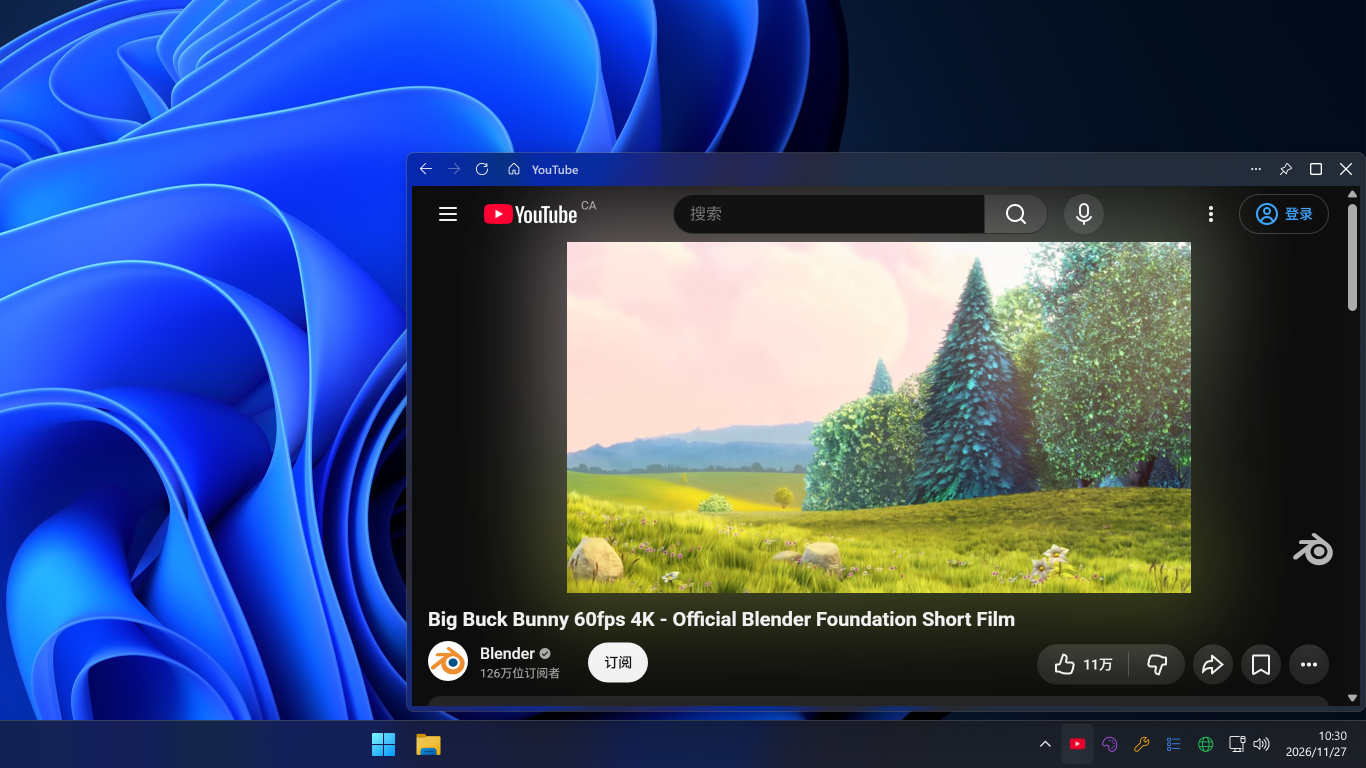 YouTube
YouTube CA
搜索
登录
Big Buck Bunny 60fps 4K - Official Blender Foundation Short Film
Blender
126万位订阅者
订阅
11万
10:30
2026/11/27